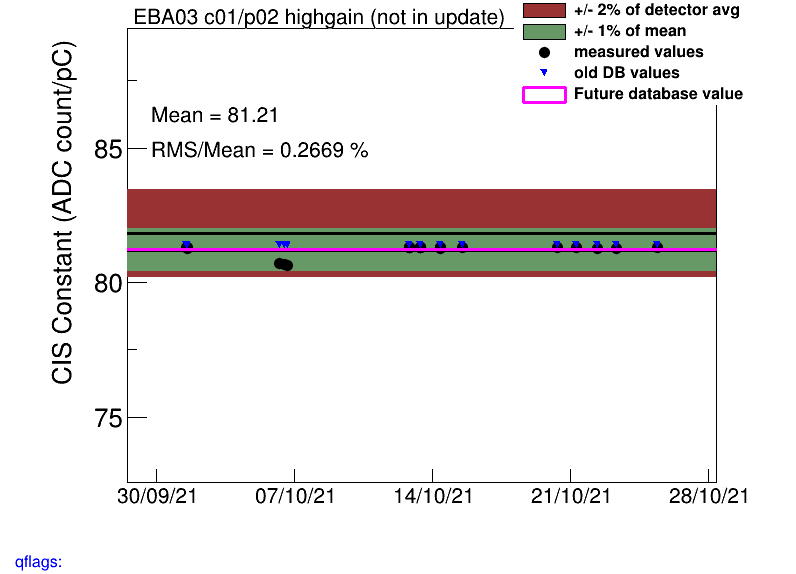 EBA03 c01/p02 highgain (not in update)
+/- 2% of detector avg
+/- 1% of mean
measured values
old DB values
Future database value
Mean = 81.21
RMS/Mean = 0.2669 %
CIS Constant (ADC count/pC)
85
80
75
30/09/21 07/10/21 14/10/21 21/10/21 28/10/21
qflags: